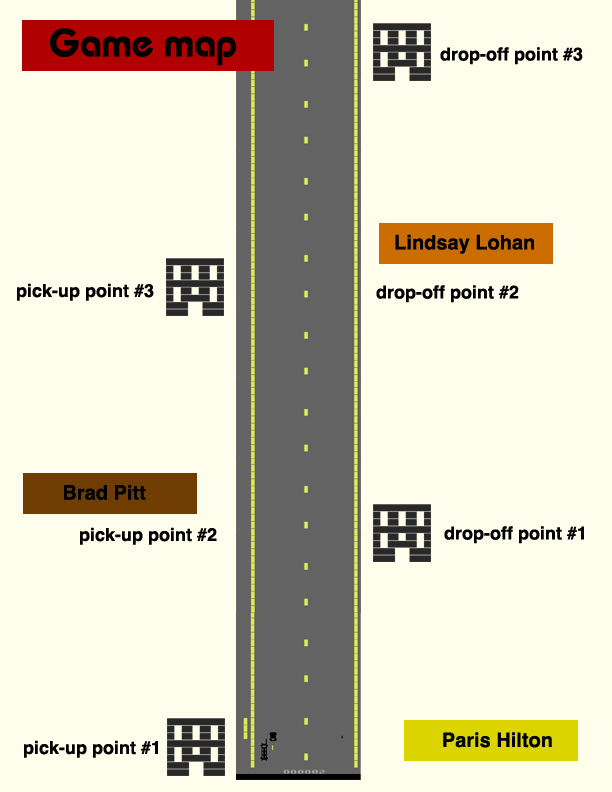 Game map
drop-off point #3
Lindsay Lohan
pick-up point #3
drop-off point #2
Brad Pitt
pick-up point #2
drop-off point #1
Paris Hilton
pick-up point #1
000002